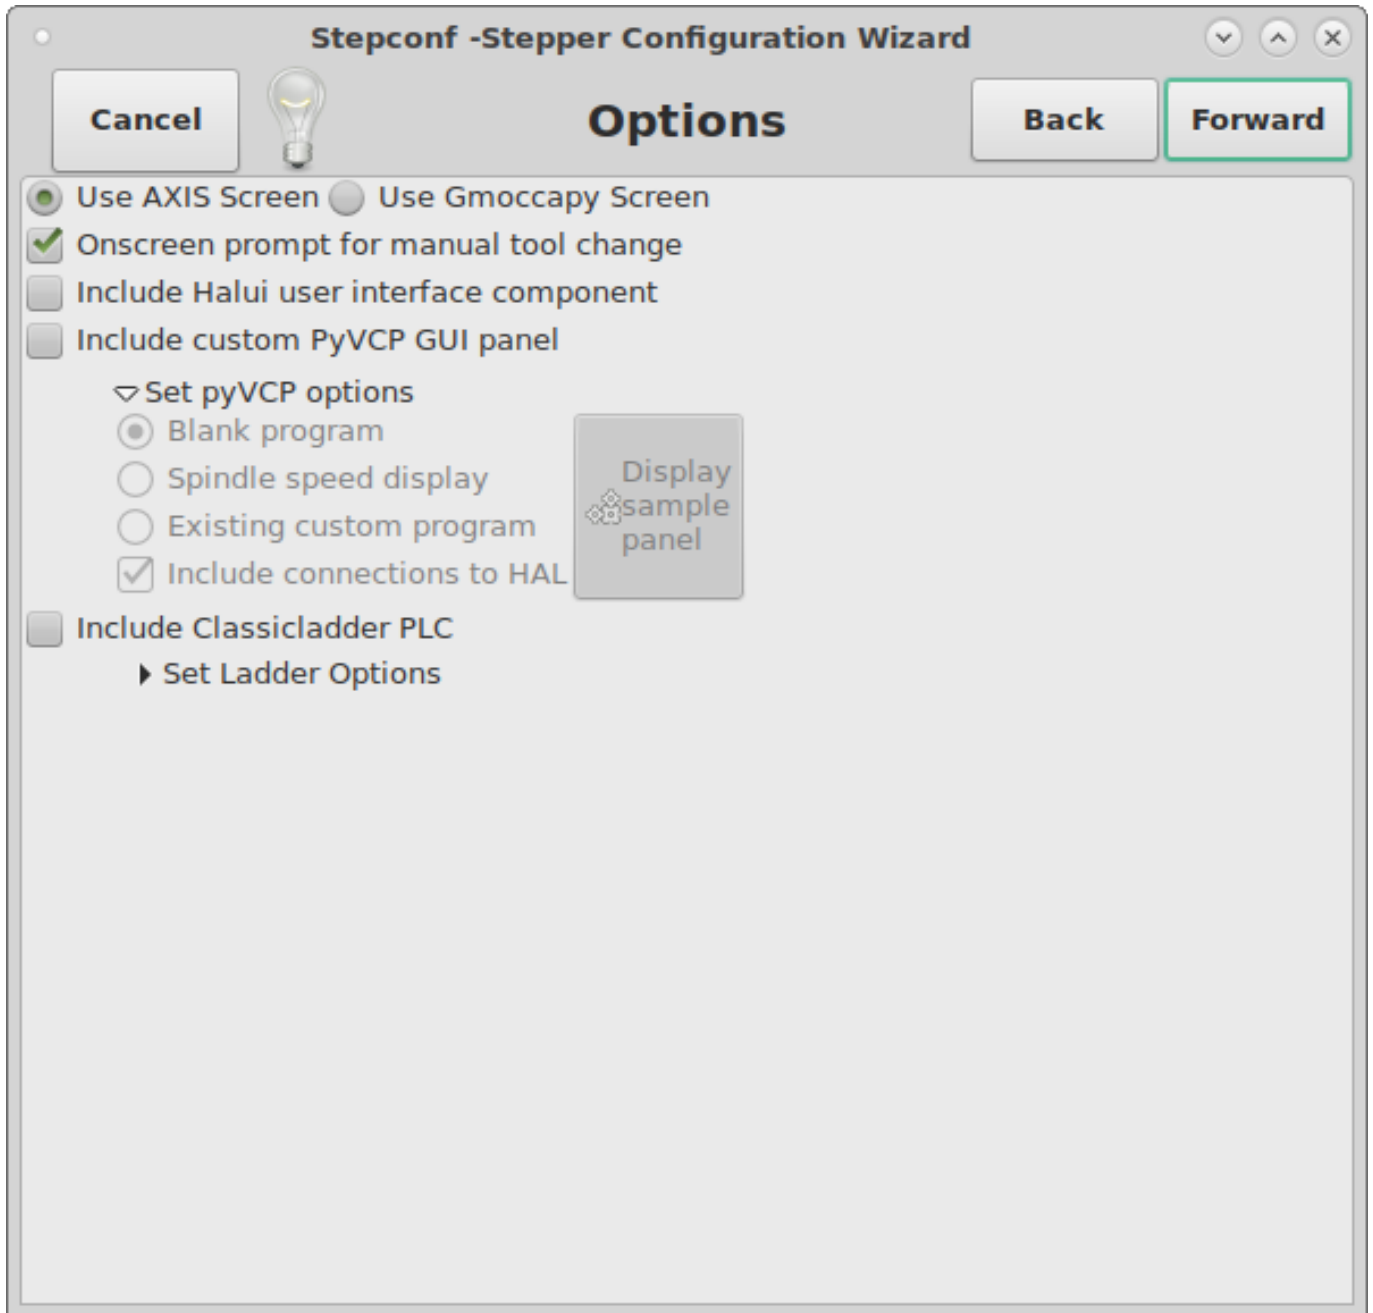 Stepconf -Stepper Configuration Wizard
Cancel
Options
Back
Forward
Use AXIS Screen
Use Gmoccapy Screen
Onscreen prompt for manual tool change
Include Halui user interface component
Include custom PyVCP GUI panel
Set pyVCP options
Blank program
Spindle speed display
Existing custom program
Include connections to HAL
Display
sample
panel
Include Classicladder PLC
Set Ladder Options